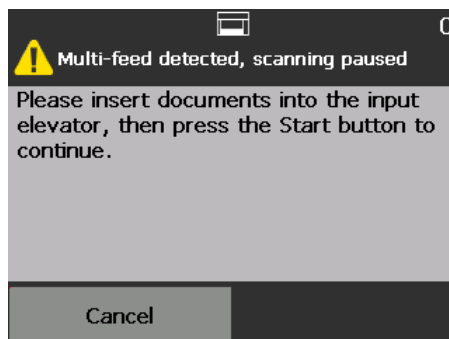 0
Multi-feed detected, scanning paused
Please insert documents into the input
elevator, then press the Start button to
continue.
Cancel